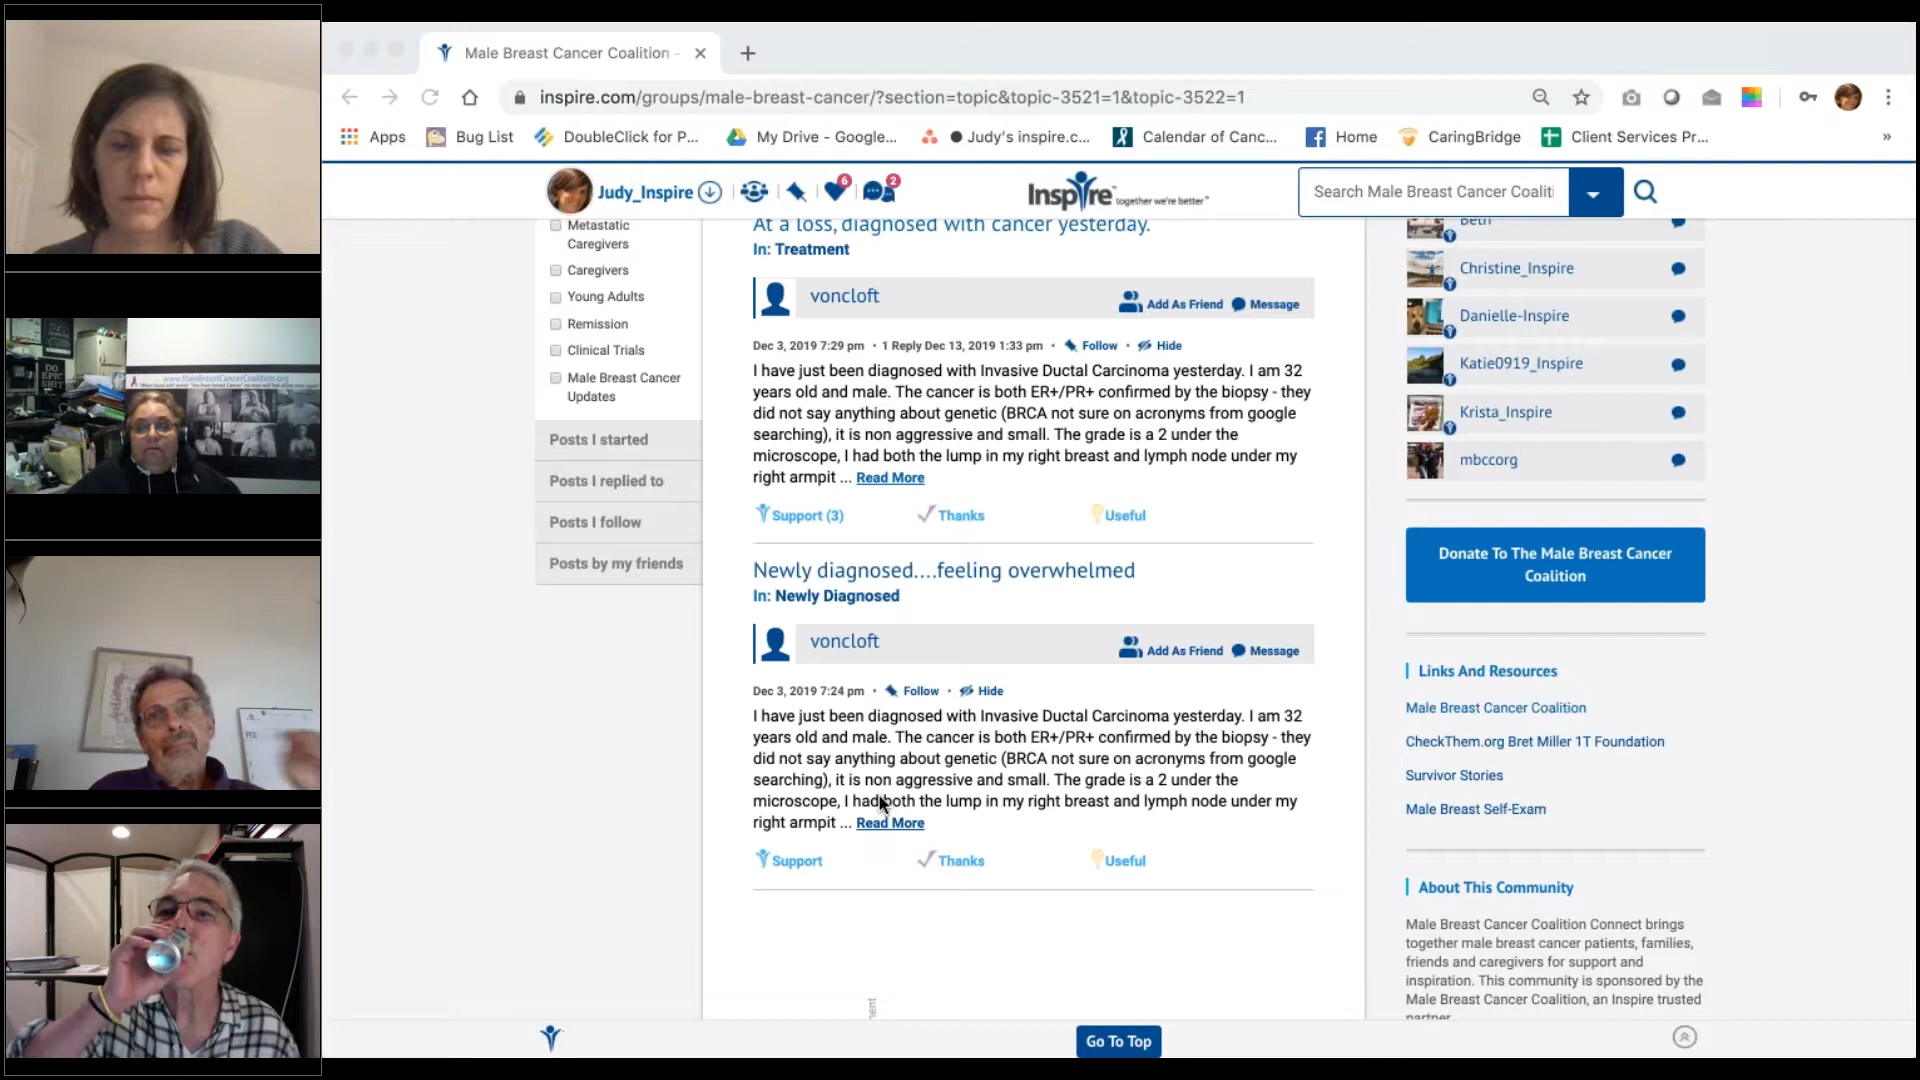 Male Breast Cancer Coalition -
inspire.com/groups/male-breast-cancer/?section=topic&topic-3521=1&topic-3522=1
Apps Bug List DoubleClick for P... My Drive - Google... Judy's inspire.c... Calendar of Canc... Home CaringBridge Client Services Pr... »
Judy_Inspire 6 2 Inspire together we're better™ Search Male Breast Cancer Coaliti
Metastatic
Caregivers
Caregivers
Young Adults
Remission
Clinical Trials
Male Breast Cancer
Updates
Posts I started
Posts I replied to
Posts I follow
Posts by my friends
At a loss, diagnosed with cancer yesterday.
In: Treatment
voncloft
Add As Friend Message
Dec 3, 2019 7:29 pm · 1 Reply Dec 13, 2019 1:33 pm · Follow · Hide
I have just been diagnosed with Invasive Ductal Carcinoma yesterday. I am 32
years old and male. The cancer is both ER+/PR+ confirmed by the biopsy - they
did not say anything about genetic (BRCA not sure on acronyms from google
searching), it is non aggressive and small. The grade is a 2 under the
microscope, I had both the lump in my right breast and lymph node under my
right armpit ... Read More
Support (3) Thanks Useful
Newly diagnosed....feeling overwhelmed
In: Newly Diagnosed
voncloft
Add As Friend Message
Dec 3, 2019 7:24 pm · Follow · Hide
I have just been diagnosed with Invasive Ductal Carcinoma yesterday. I am 32
years old and male. The cancer is both ER+/PR+ confirmed by the biopsy - they
did not say anything about genetic (BRCA not sure on acronyms from google
searching), it is non aggressive and small. The grade is a 2 under the
microscope, I had both the lump in my right breast and lymph node under my
right armpit ... Read More
Support Thanks Useful
Beth
Christine_Inspire
Danielle-Inspire
Katie0919_Inspire
Krista_Inspire
mbccorg
Donate To The Male Breast Cancer
Coalition
Links And Resources
Male Breast Cancer Coalition
CheckThem.org Bret Miller 1T Foundation
Survivor Stories
Male Breast Self-Exam
About This Community
Male Breast Cancer Coalition Connect brings
together male breast cancer patients, families,
friends and caregivers for support and
inspiration. This community is sponsored by the
Male Breast Cancer Coalition, an Inspire trusted
partner
Go To Top
DO
EPIC
SHIT
www.MaleBreastCancerCoalition.org